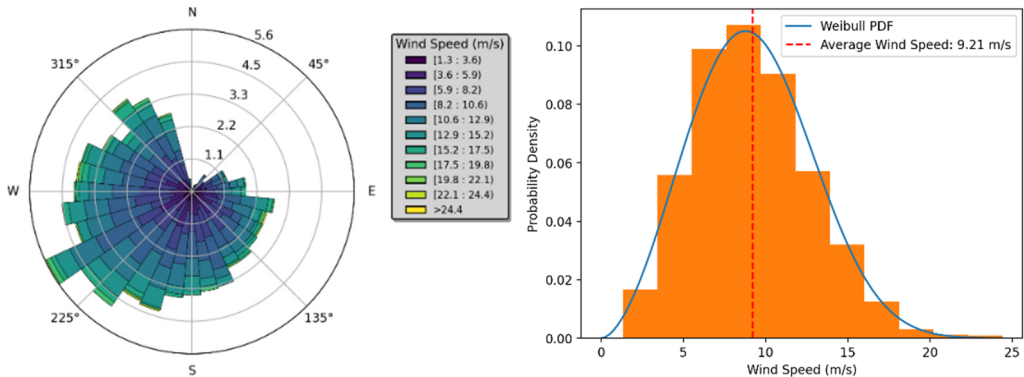 N
5.6
4.5
3.3
2.2
1.1
315°
45°
W
E
225°
135°
S
Wind Speed (m/s)
[1.3 : 3.6)
[3.6 : 5.9)
[5.9 : 8.2)
[8.2 : 10.6)
[10.6 : 12.9)
[12.9 : 15.2)
[15.2 : 17.5)
[17.5 : 19.8)
[19.8 : 22.1)
[22.1 : 24.4)
>24.4
Weibull PDF
Average Wind Speed: 9.21 m/s
Probability Density
0.10
0.08
0.06
0.04
0.02
0.00
0
5
10
15
20
25
Wind Speed (m/s)